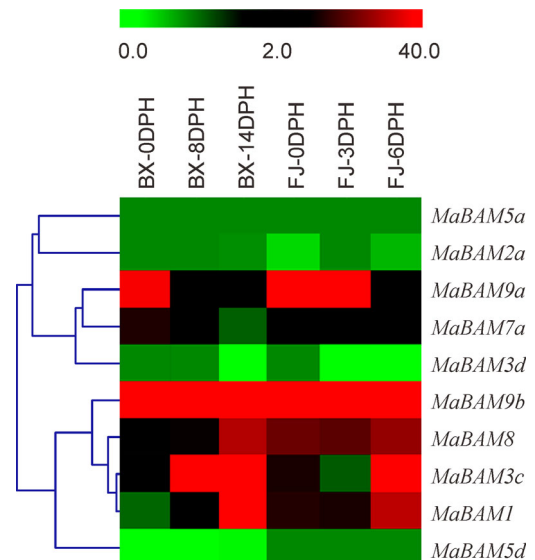 0.0 2.0 40.0
BX-0DPH
BX-8DPH
BX-14DPH
FJ-0DPH
FJ-3DPH
FJ-6DPH
MaBAM5a
MaBAM2a
MaBAM9a
MaBAM7a
MaBAM3d
MaBAM9b
MaBAM8
MaBAM3c
MaBAM1
MaBAM5d